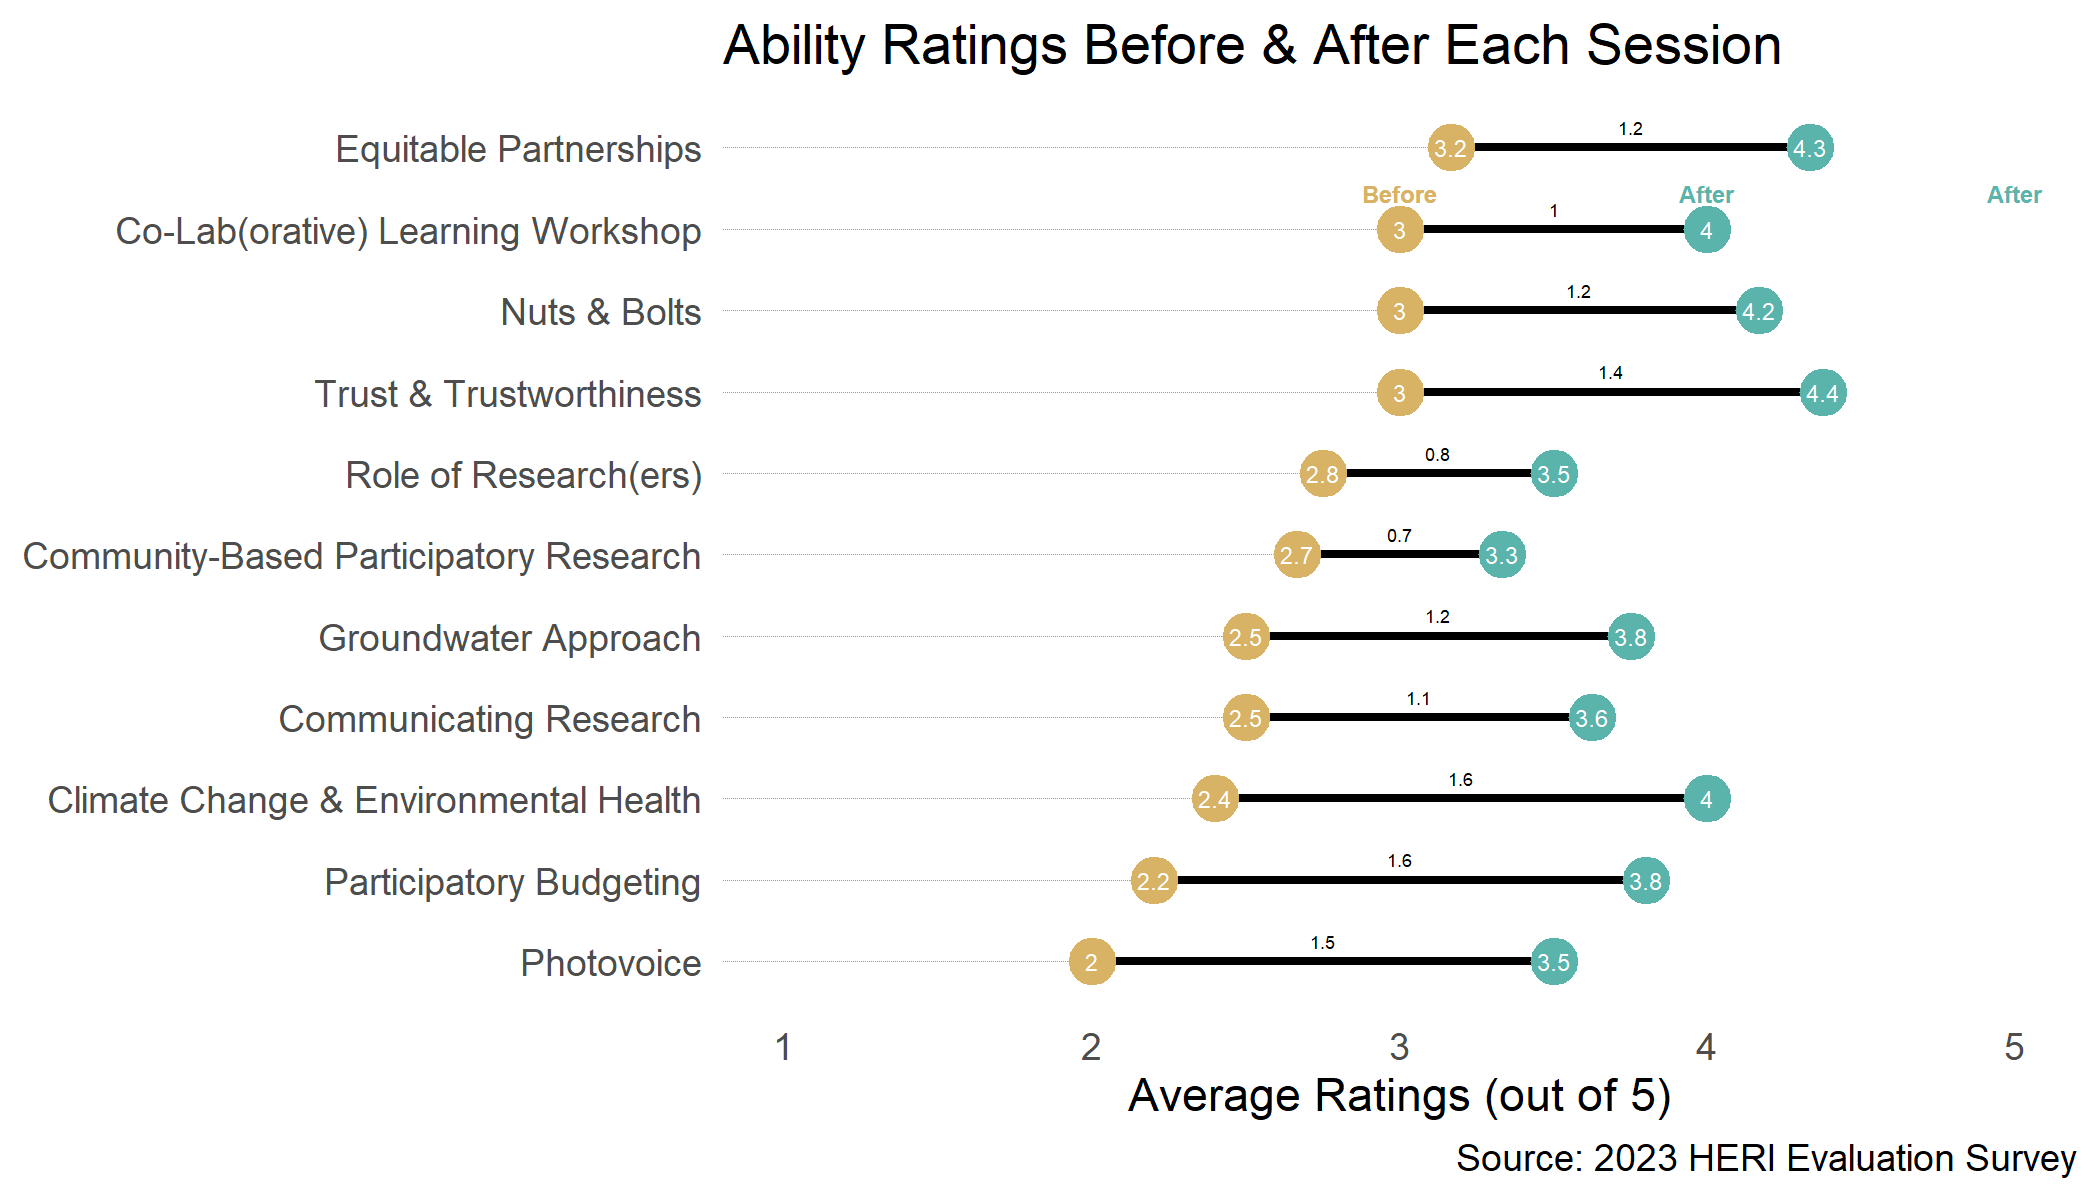 Ability Ratings Before & After Each Session
Equitable Partnerships 3.2 1.2 4.3
Before After After
Co-Lab(orative) Learning Workshop 3 1 4
Nuts & Bolts 3 1.2 4.2
Trust & Trustworthiness 3 1.4 4.4
Role of Research(ers) 2.8 0.8 3.5
Community-Based Participatory Research 2.7 0.7 3.3
Groundwater Approach 2.5 1.2 3.8
Communicating Research 2.5 1.1 3.6
Climate Change & Environmental Health 2.4 1.6 4
Participatory Budgeting 2.2 1.6 3.8
Photovoice 2 1.5 3.5
1 2 3 4 5
Average Ratings (out of 5)
Source: 2023 HERI Evaluation Survey